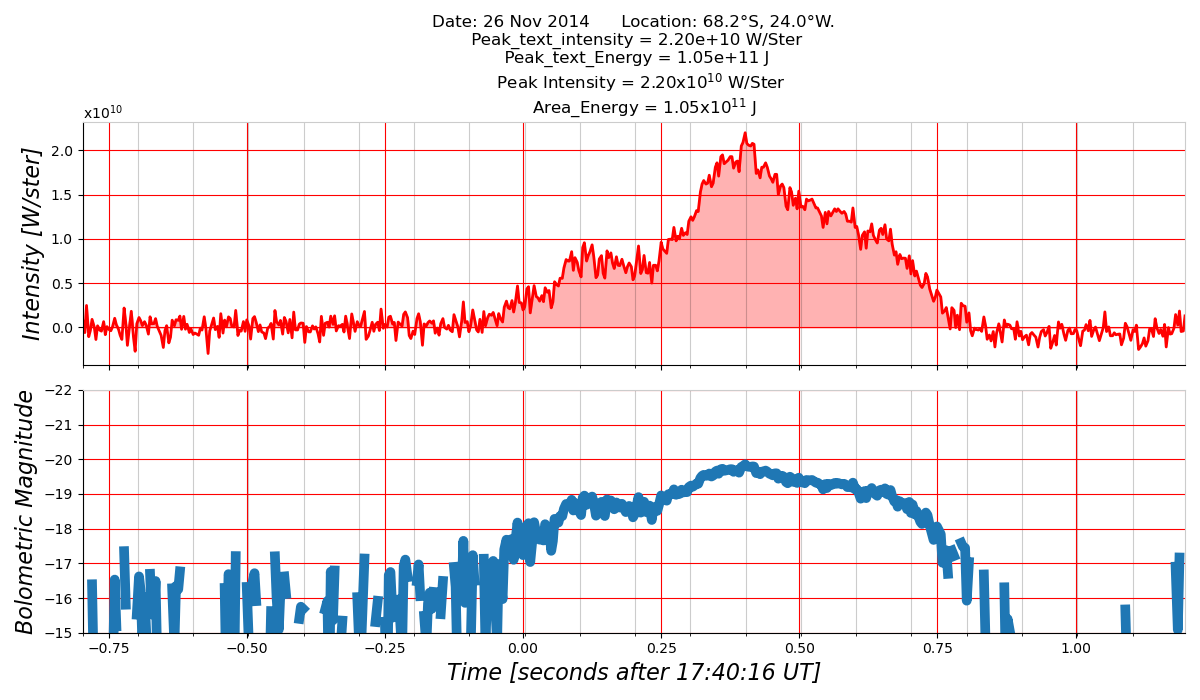 Date: 26 Nov 2014      Location: 68.2°S, 24.0°W.
Peak_text_intensity = 2.20e+10 W/Ster
Peak_text_Energy = 1.05e+11 J
Peak Intensity = 2.20x10¹⁰ W/Ster
Area_Energy = 1.05x10¹¹ J
x10¹⁰
Intensity [W/ster]
2.0
1.5
1.0
0.5
0.0
Bolometric Magnitude
−22
−21
−20
−19
−18
−17
−16
−15
−0.75 −0.50 −0.25 0.00 0.25 0.50 0.75 1.00
Time [seconds after 17:40:16 UT]